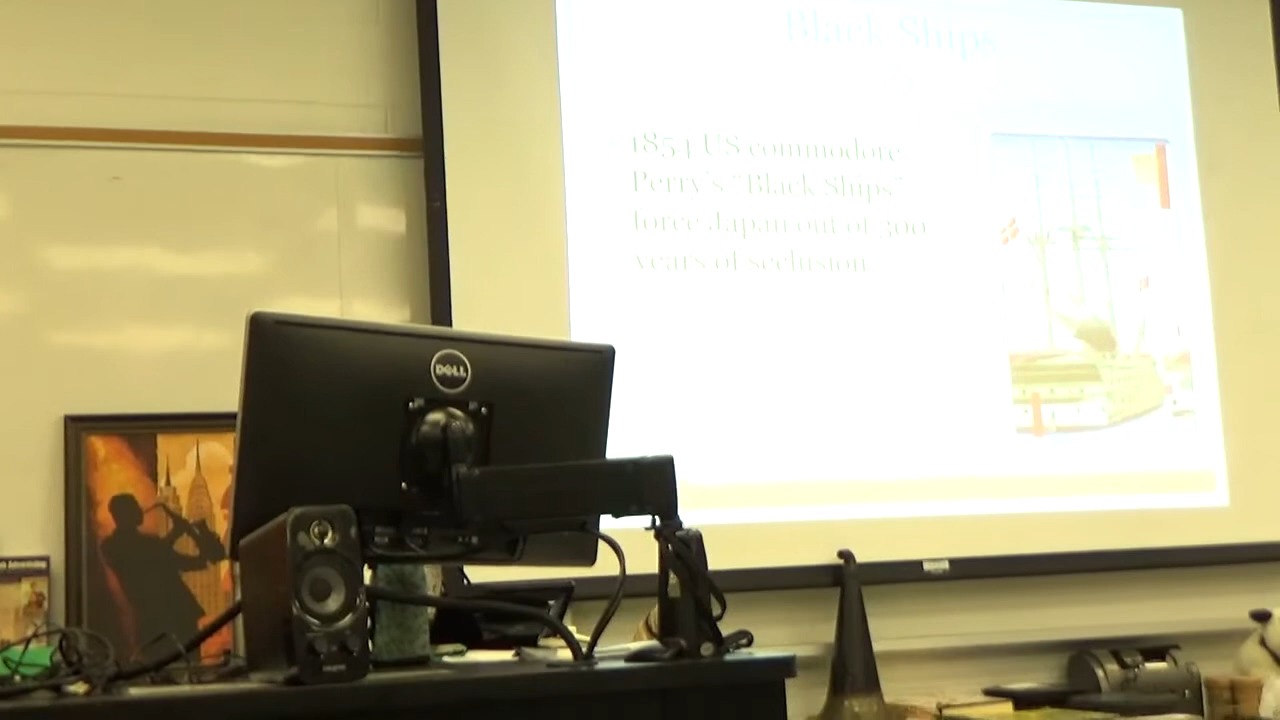 Black Ships
1854 US commodore
Perry's "Black Ships"
force Japan out of 300
years of seclusion
DELL